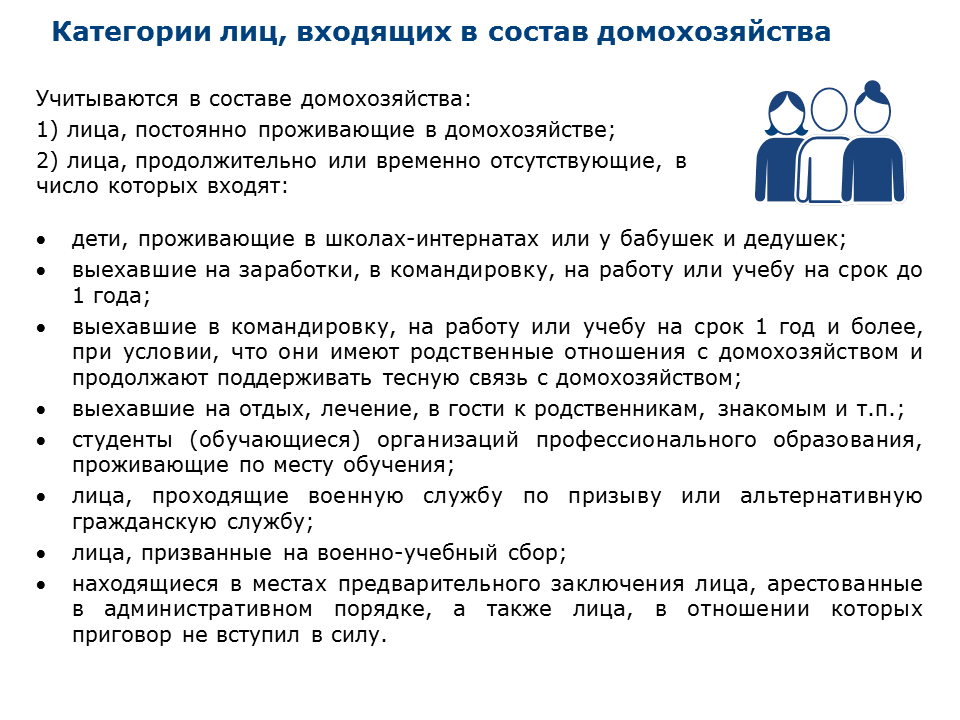 Категории лиц, входящих в состав домохозяйства
Учитываются в составе домохозяйства:
1) лица, постоянно проживающие в домохозяйстве;
2) лица, продолжительно или временно отсутствующие, в
число которых входят:
• дети, проживающие в школах-интернатах или у бабушек и дедушек;
• выехавшие на заработки, в командировку, на работу или учебу на срок до
1 года;
• выехавшие в командировку, на работу или учебу на срок 1 год и более,
при условии, что они имеют родственные отношения с домохозяйством и
продолжают поддерживать тесную связь с домохозяйством;
• выехавшие на отдых, лечение, в гости к родственникам, знакомым и т.п.;
• студенты (обучающиеся) организаций профессионального образования,
проживающие по месту обучения;
• лица, проходящие военную службу по призыву или альтернативную
гражданскую службу;
• лица, призванные на военно-учебный сбор;
• находящиеся в местах предварительного заключения лица, арестованные
в административном порядке, а также лица, в отношении которых
приговор не вступил в силу.